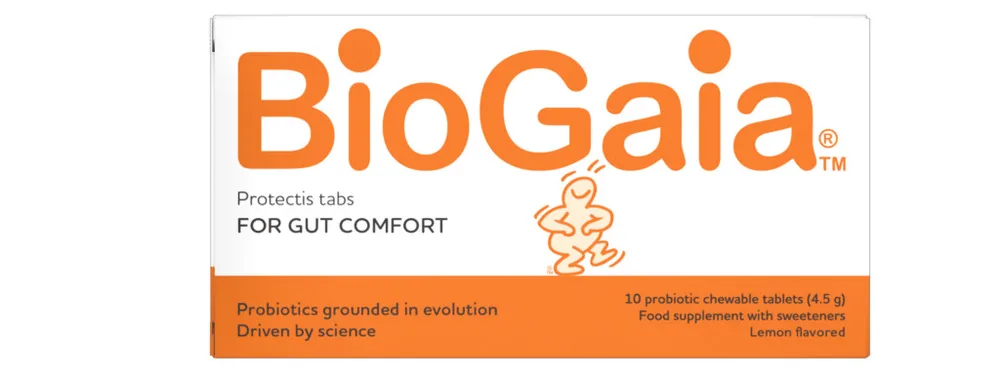 BioGaia®™
Protectis tabs
FOR GUT COMFORT
Probiotics grounded in evolution
Driven by science
10 probiotic chewable tablets (4.5 g)
Food supplement with sweeteners
Lemon flavored